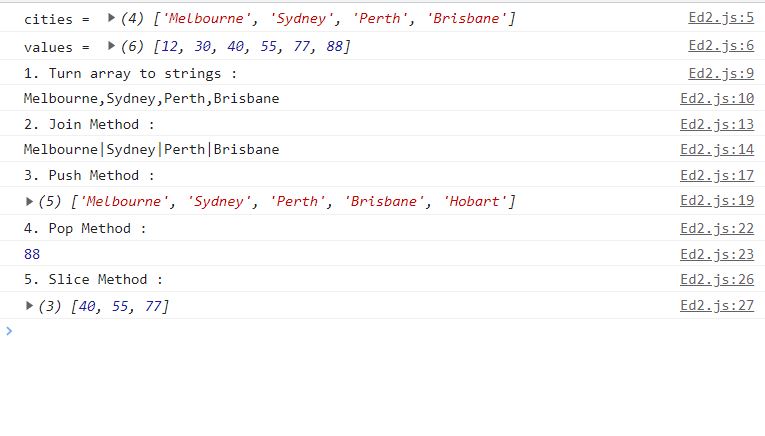 cities = ▶(4) ['Melbourne', 'Sydney', 'Perth', 'Brisbane'] Ed2.js:5
values = ▶(6) [12, 30, 40, 55, 77, 88] Ed2.js:6
1. Turn array to strings : Ed2.js:9
Melbourne,Sydney,Perth,Brisbane Ed2.js:10
2. Join Method : Ed2.js:13
Melbourne|Sydney|Perth|Brisbane Ed2.js:14
3. Push Method : Ed2.js:17
▶(5) ['Melbourne', 'Sydney', 'Perth', 'Brisbane', 'Hobart'] Ed2.js:19
4. Pop Method : Ed2.js:22
88 Ed2.js:23
5. Slice Method : Ed2.js:26
▶(3) [40, 55, 77] Ed2.js:27
>